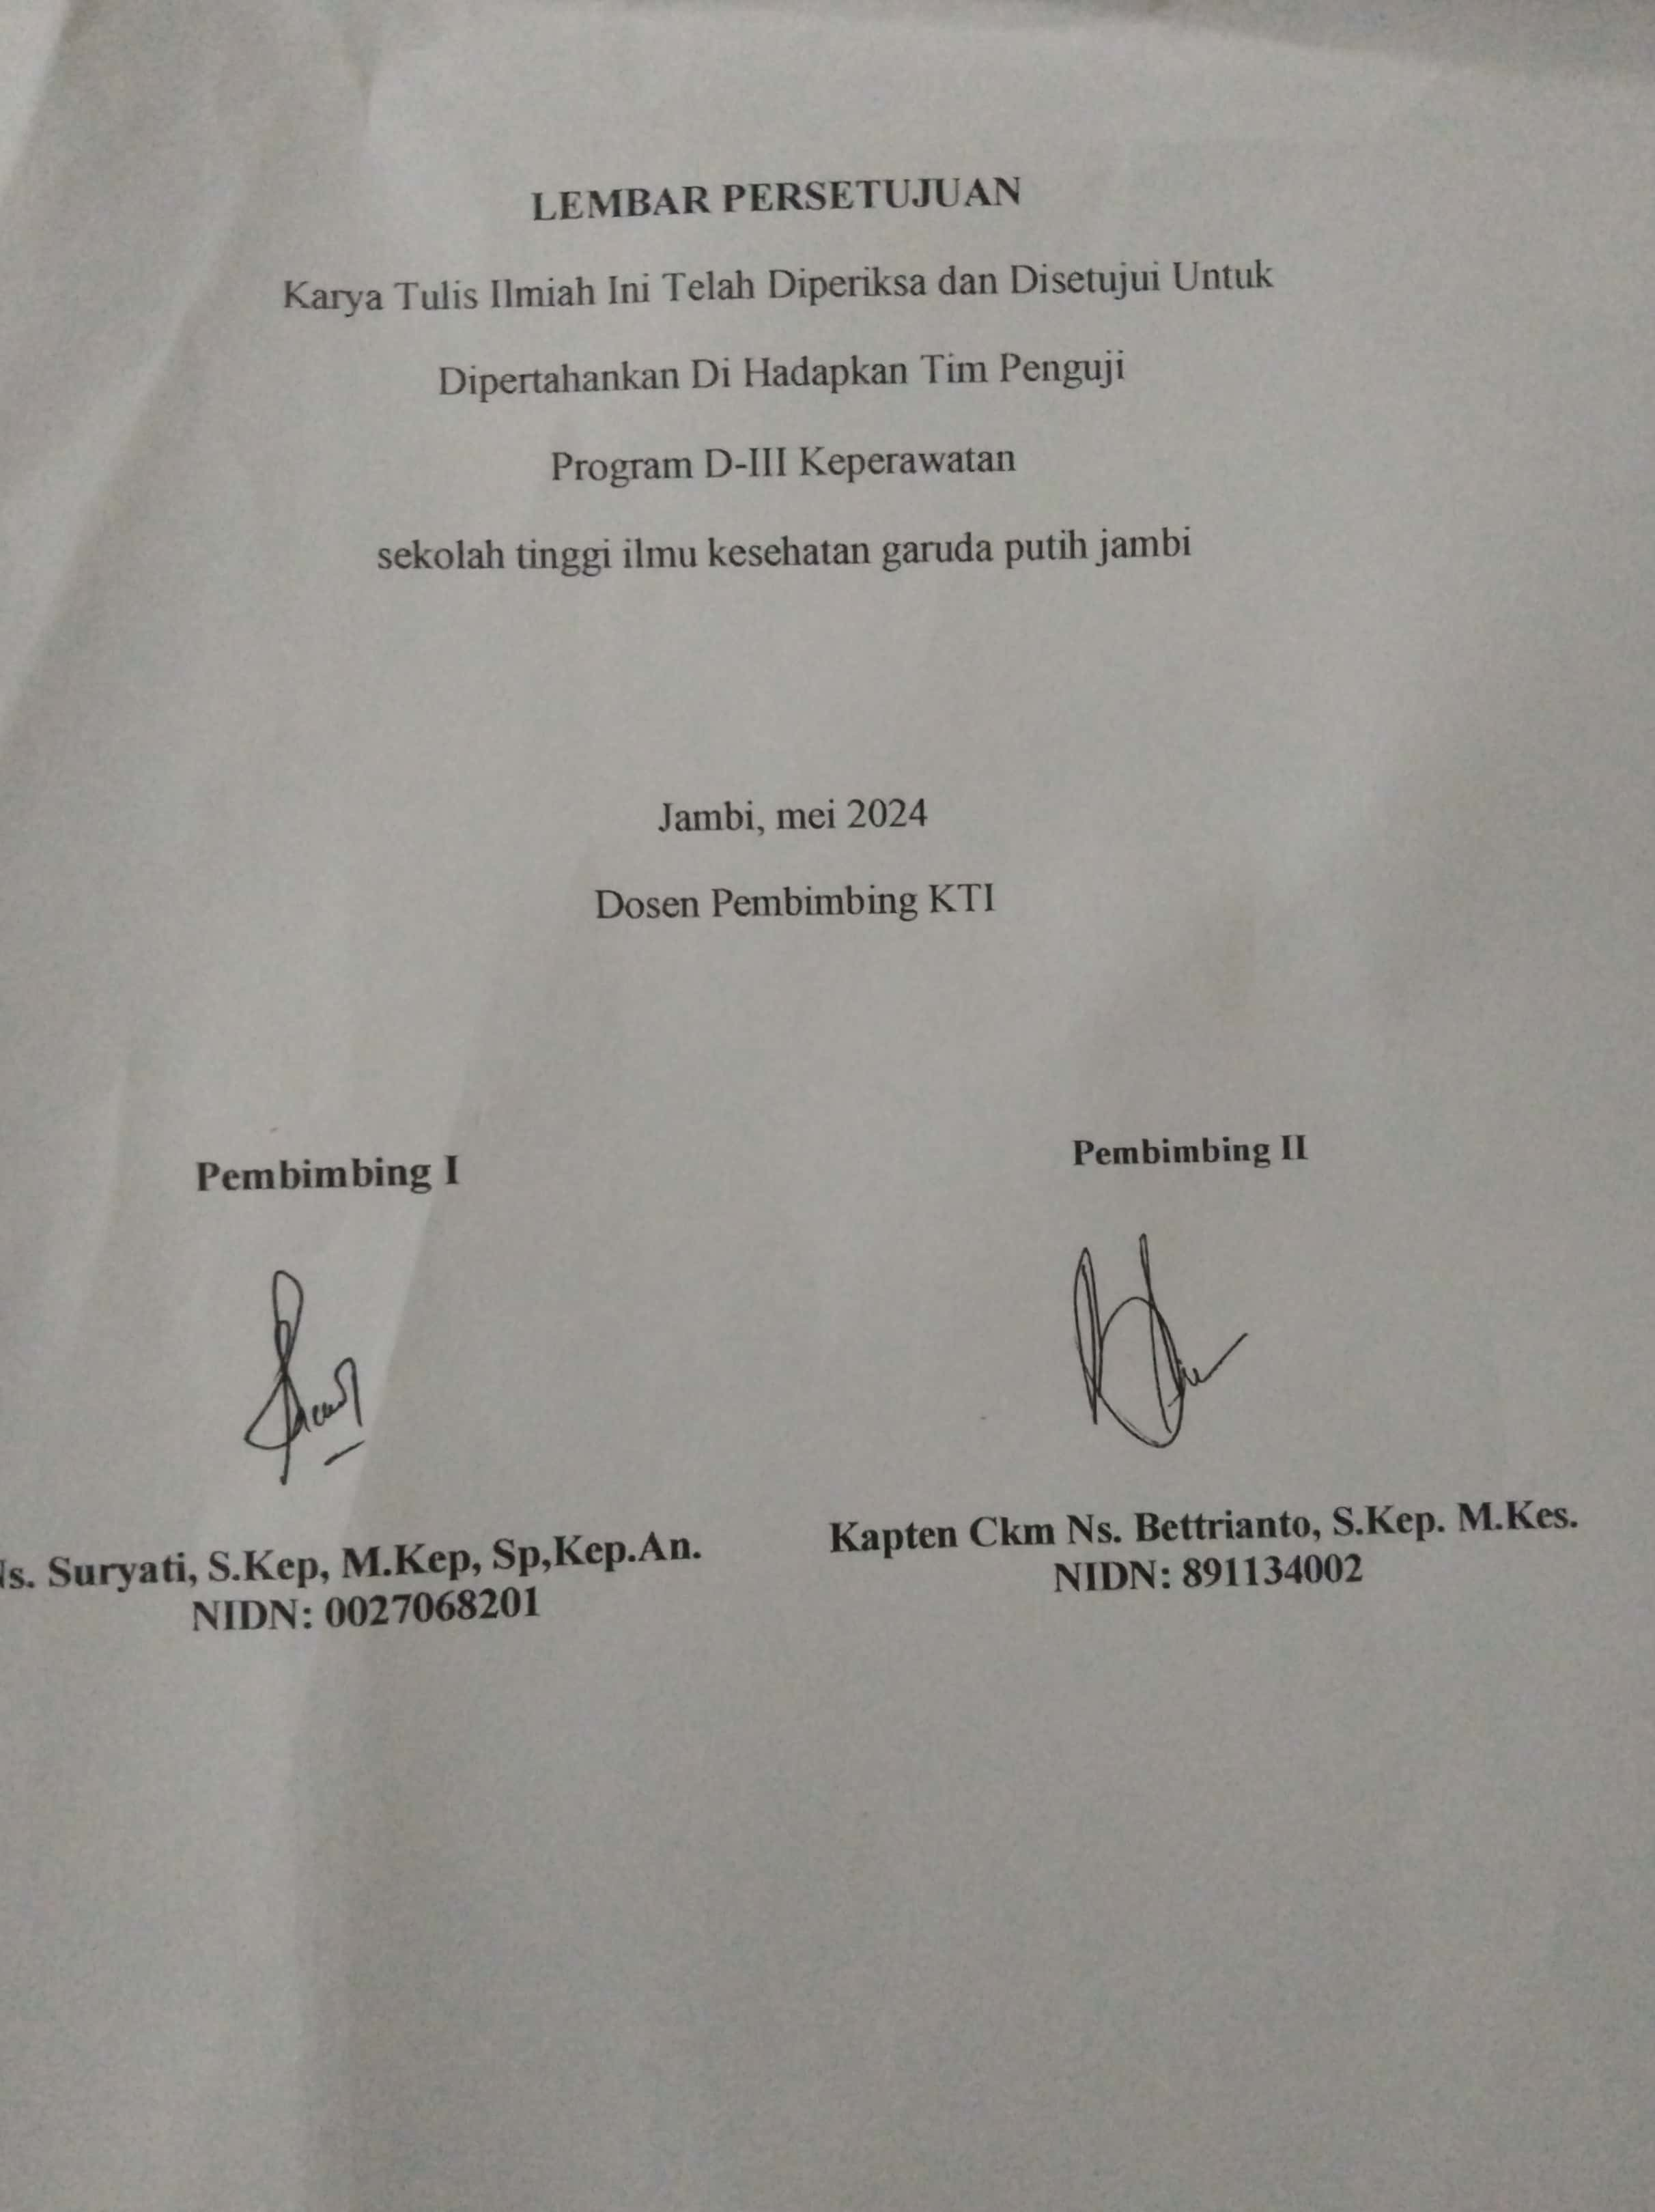 LEMBAR PERSETUJUAN
Karya Tulis Ilmiah Ini Telah Diperiksa dan Disetujui Untuk
Dipertahankan Di Hadapkan Tim Penguji
Program D-III Keperawatan
sekolah tinggi ilmu kesehatan garuda putih jambi
Jambi, mei 2024
Dosen Pembimbing KTI
Pembimbing I
Pembimbing II
Suryati, S.Kep, M.Kep, Sp,Kep.An.
NIDN: 0027068201
Kapten Ckm Ns. Bettrianto, S.Kep. M.Kes.
NIDN: 891134002